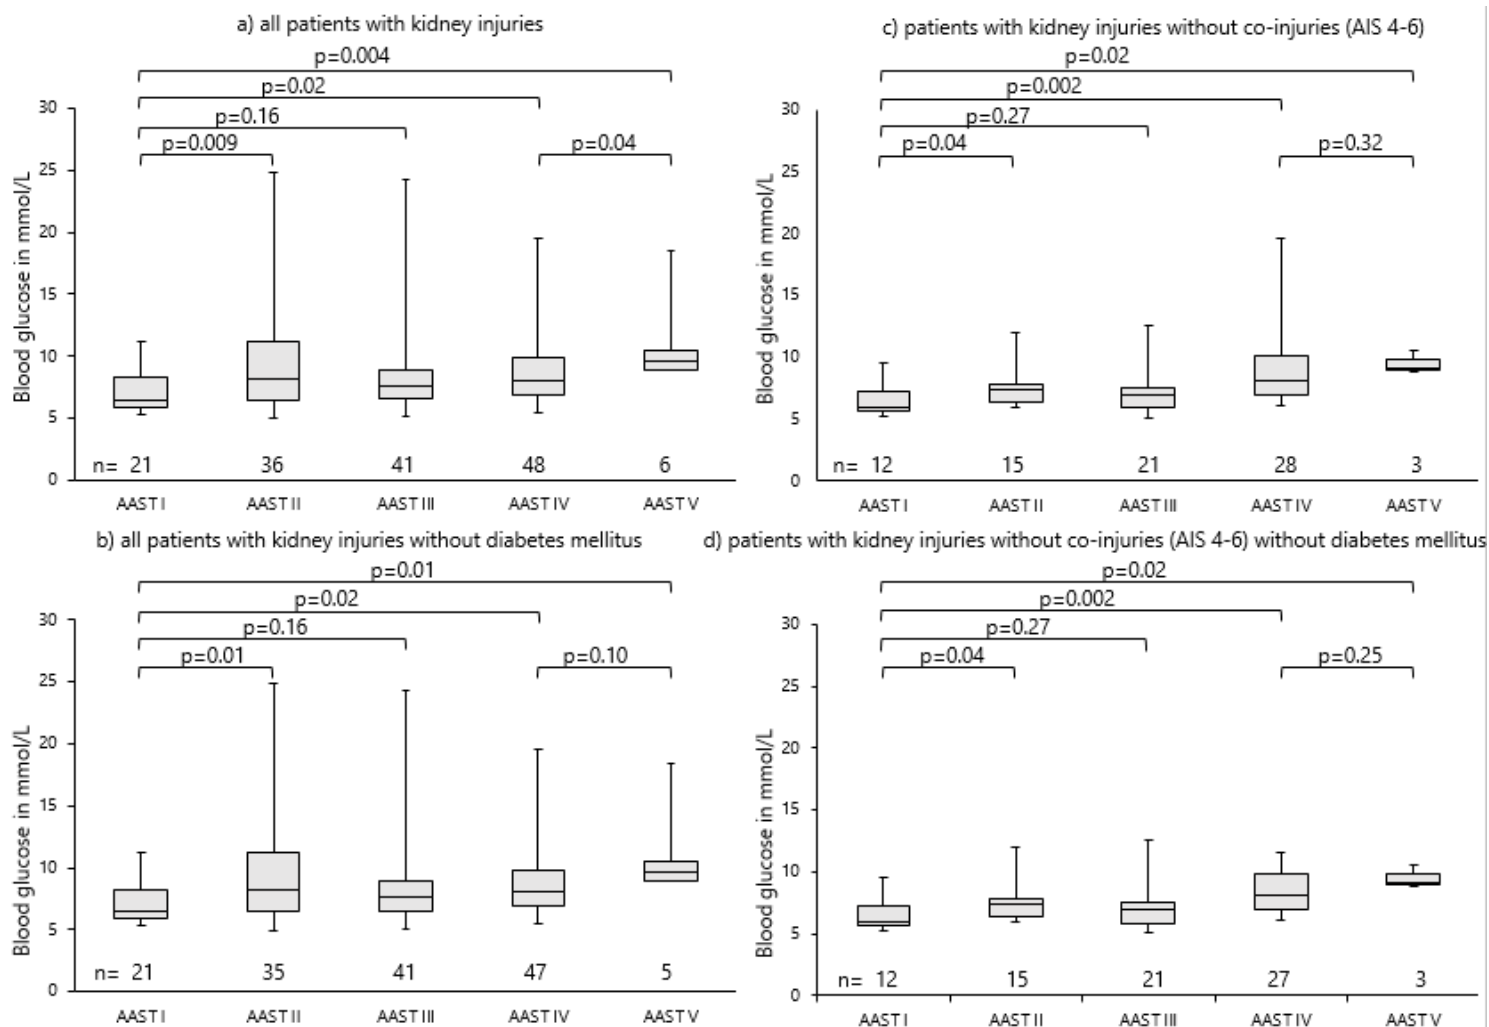 a) all patients with kidney injuries
p=0.004
p=0.02
p=0.16
p=0.009
p=0.04
Blood glucose in mmol/L
30
25
20
15
10
5
0
n= 21 36 41 48 6
AAST I AAST II AAST III AAST IV AAST V
c) patients with kidney injuries without co-injuries (AIS 4-6)
p=0.02
p=0.002
p=0.27
p=0.04
p=0.32
Blood glucose in mmol/L
30
25
20
15
10
5
0
n= 12 15 21 28 3
AAST I AAST II AAST III AAST IV AAST V
b) all patients with kidney injuries without diabetes mellitus
p=0.01
p=0.02
p=0.16
p=0.01
p=0.10
Blood glucose in mmol/L
30
25
20
15
10
5
0
n= 21 35 41 47 5
AAST I AAST II AAST III AAST IV AAST V
d) patients with kidney injuries without co-injuries (AIS 4-6) without diabetes mellitus
p=0.02
p=0.002
p=0.27
p=0.04
p=0.25
Blood glucose in mmol/L
30
25
20
15
10
5
0
n= 12 15 21 27 3
AAST I AAST II AAST III AAST IV AAST V